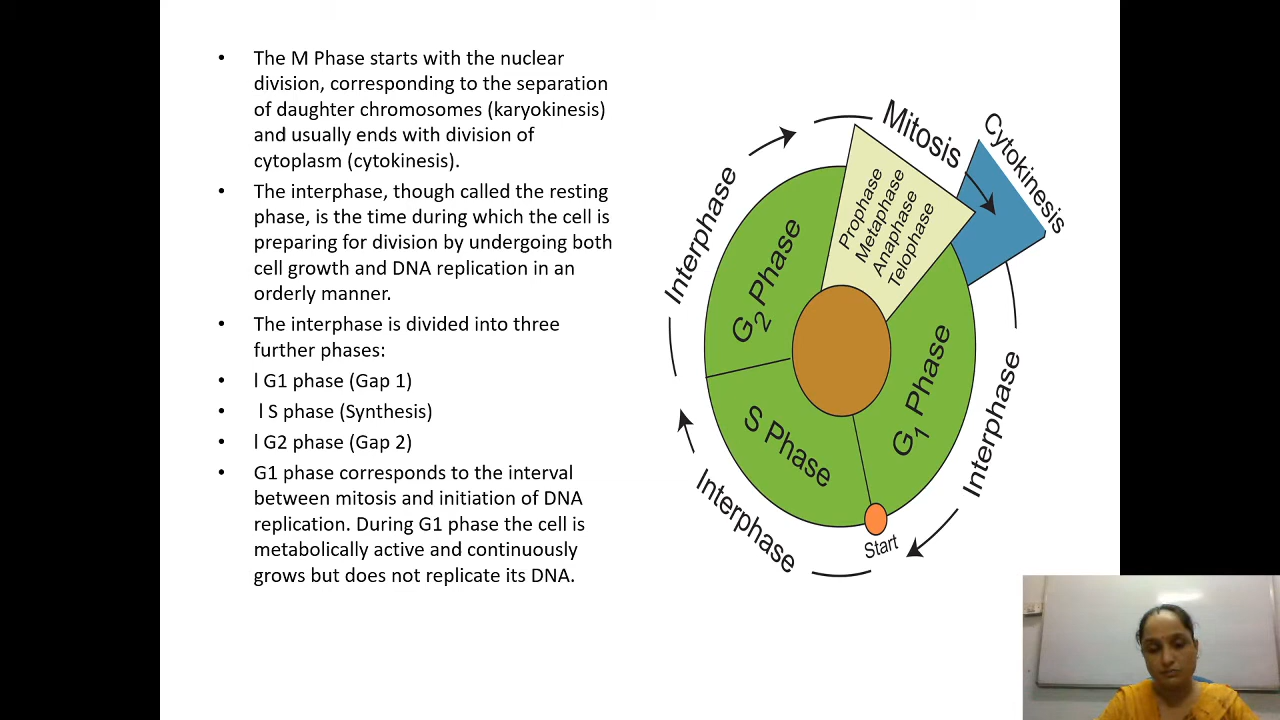 • The M Phase starts with the nuclear
division, corresponding to the separation
of daughter chromosomes (karyokinesis)
and usually ends with division of
cytoplasm (cytokinesis).
• The interphase, though called the resting
phase, is the time during which the cell is
preparing for division by undergoing both
cell growth and DNA replication in an
orderly manner.
• The interphase is divided into three
further phases:
• l G1 phase (Gap 1)
• l S phase (Synthesis)
• l G2 phase (Gap 2)
• G1 phase corresponds to the interval
between mitosis and initiation of DNA
replication. During G1 phase the cell is
metabolically active and continuously
grows but does not replicate its DNA.
Mitosis
Cytokinesis
Prophase
Metaphase
Anaphase
Telophase
Interphase
G2 Phase
G1 Phase
S Phase
Interphase
Interphase
Start